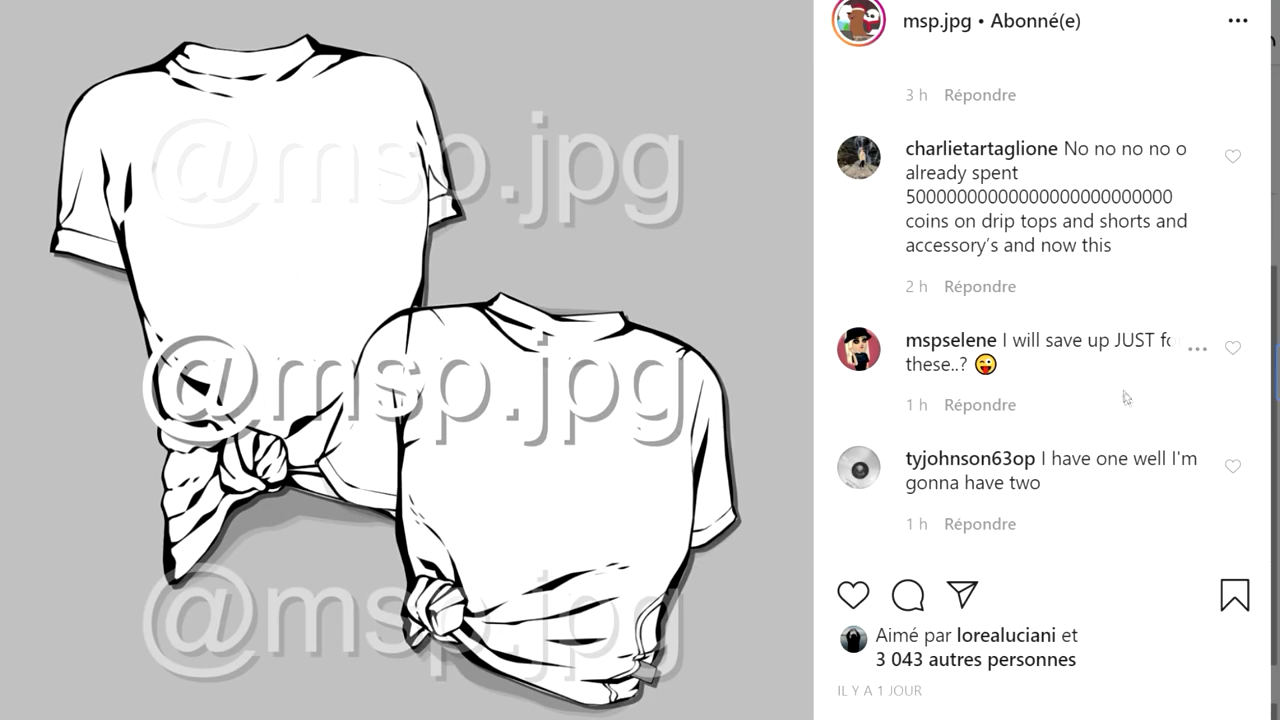 @msp.jpg
@msp.jpg
@msp.jpg
msp.jpg • Abonné(e)
3 h Répondre
charlietartaglione No no no no o
already spent
50000000000000000000000000
coins on drip tops and shorts and
accessory's and now this
2 h Répondre
mspselene I will save up JUST
these..? 😜
1 h Répondre
tyjohnson63op I have one well I'm
gonna have two
1 h Répondre
Aimé par lorealuciani et
3 043 autres personnes
IL Y A 1 JOUR